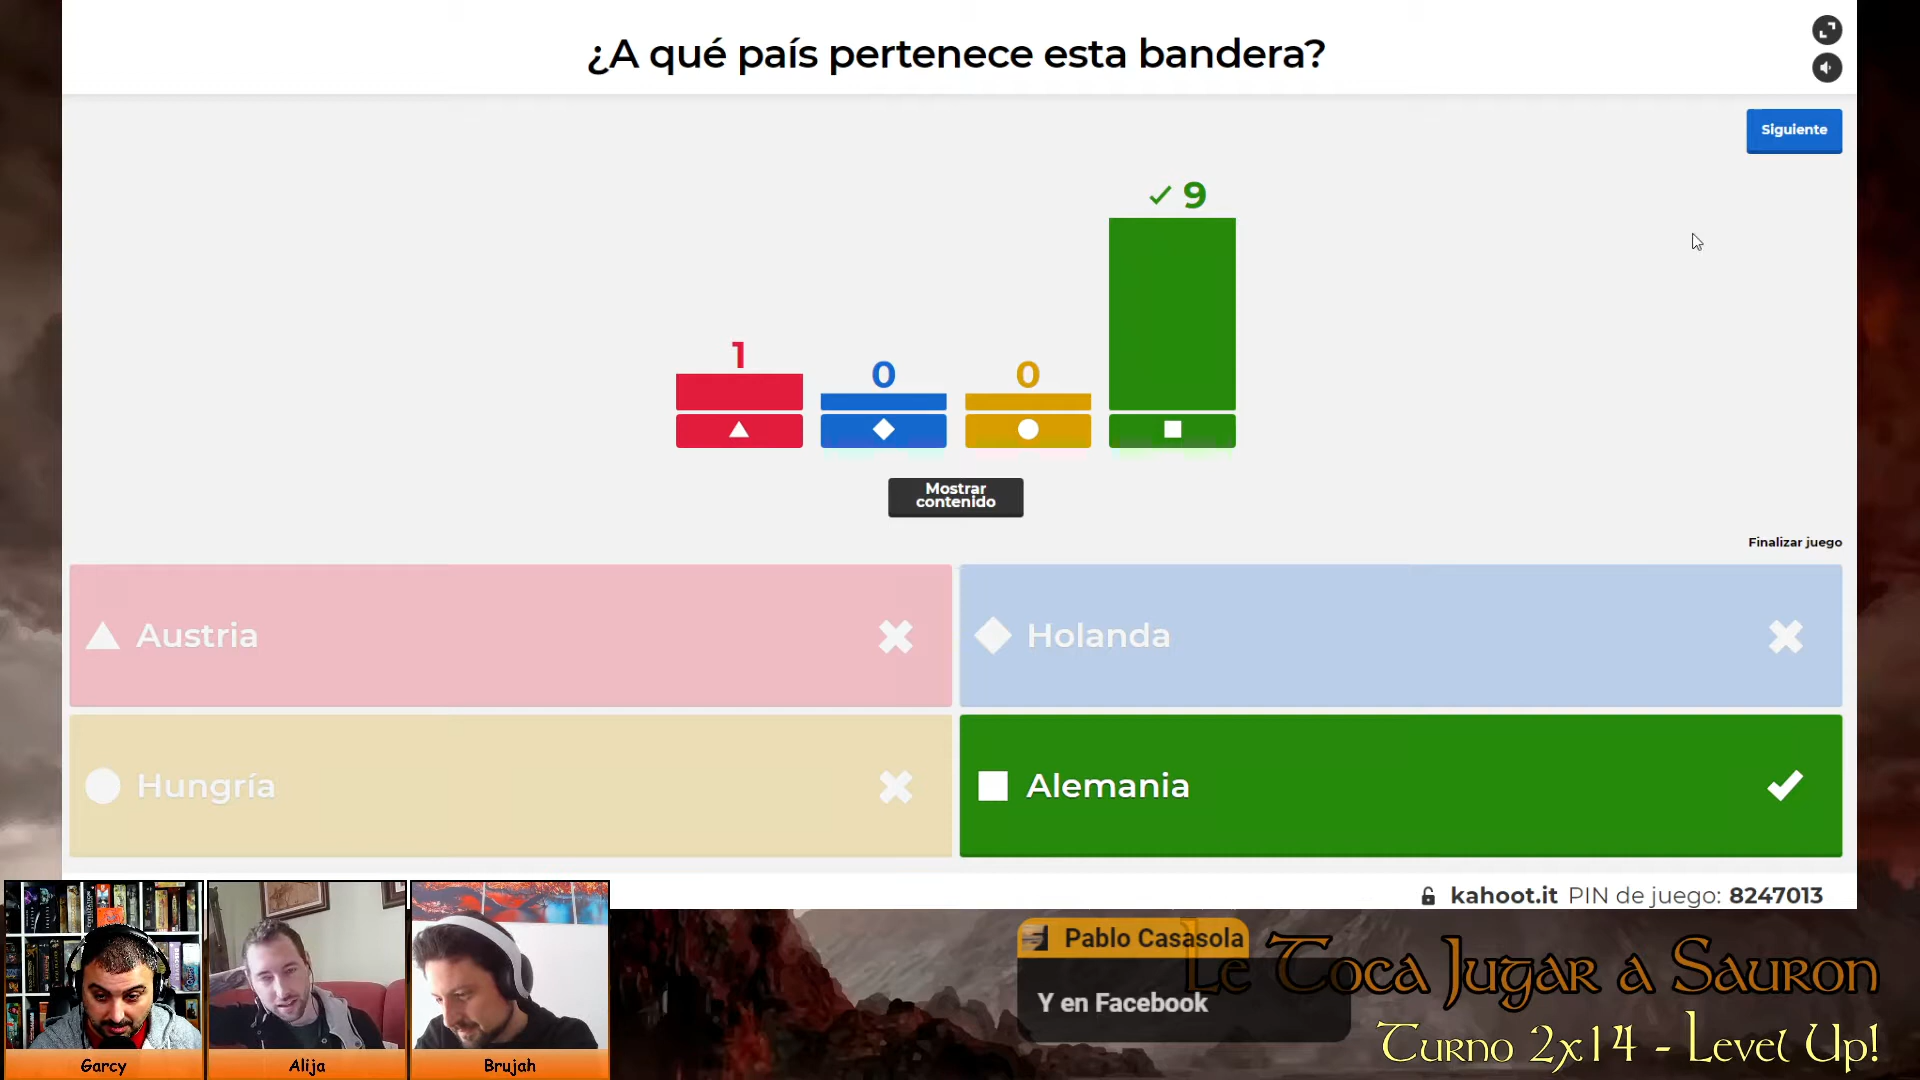 ¿A qué país pertenece esta bandera?
Siguiente
9
1
0
0
Mostrar
contenido
Finalizar juego
Austria
Holanda
Hungría
Alemania
kahoot.it PIN de juego: 8247013
Pablo Casasola
Y en Facebook
Le Toca Jugar a Sauron
Turno 2x14 - Level Up!
Garcy
Alija
Brujah